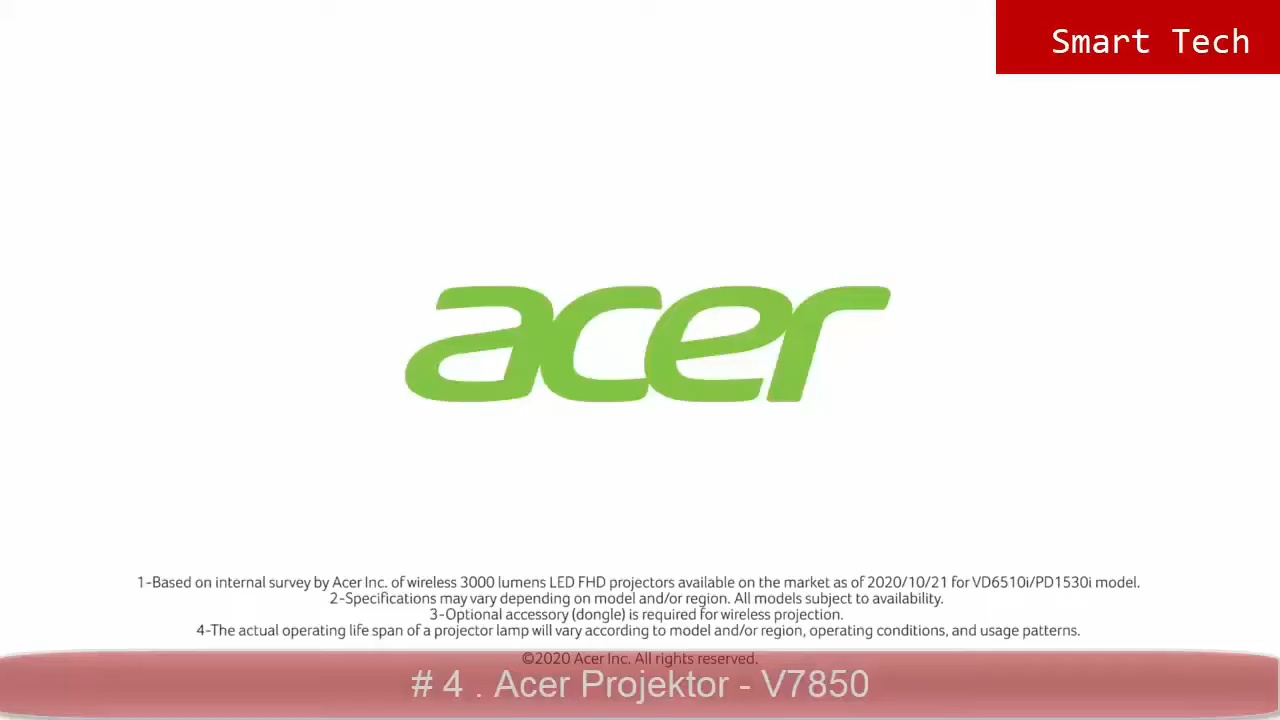 Smart Tech
acer
1-Based on internal survey by Acer Inc. of wireless 3000 lumens LED FHD projectors available on the market as of 2020/10/21 for VD6510i/PD1530i model.
2-Specifications may vary depending on model and/or region. All models subject to availability.
3-Optional accessory (dongle) is required for wireless projection.
4-The actual operating life span of a projector lamp will vary according to model and/or region, operating conditions, and usage patterns.
©2020 Acer Inc. All rights reserved.
# 4 . Acer Projektor - V7850